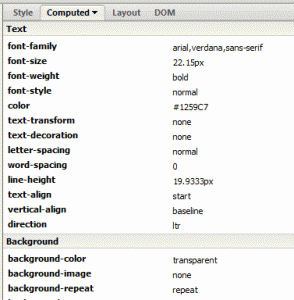 Style Computed ▾ Layout DOM
Text
font-family arial,verdana,sans-serif
font-size 22.15px
font-weight bold
font-style normal
color #1259C7
text-transform none
text-decoration none
letter-spacing normal
word-spacing 0
line-height 19.9333px
text-align start
vertical-align baseline
direction ltr
Background
background-color transparent
background-image none
background-repeat repeat